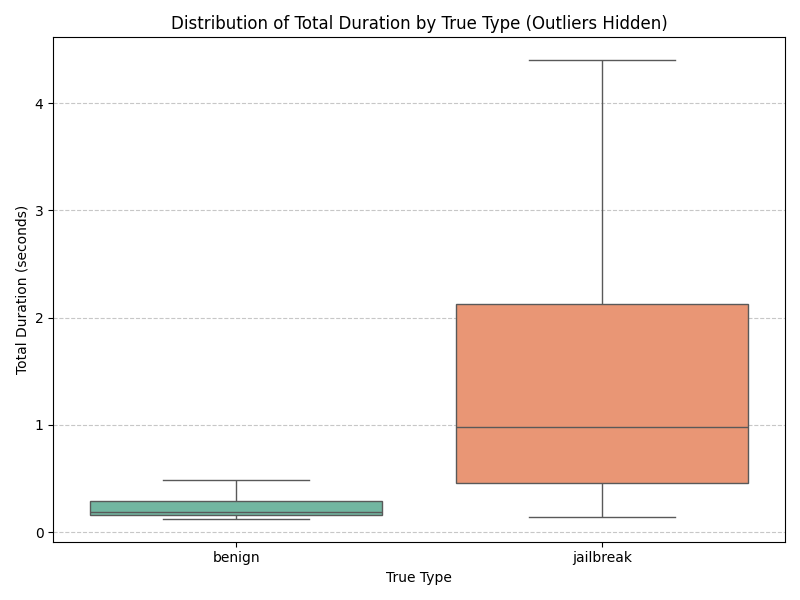 Distribution of Total Duration by True Type (Outliers Hidden)
Total Duration (seconds)
4
3
2
1
0
benign
jailbreak
True Type